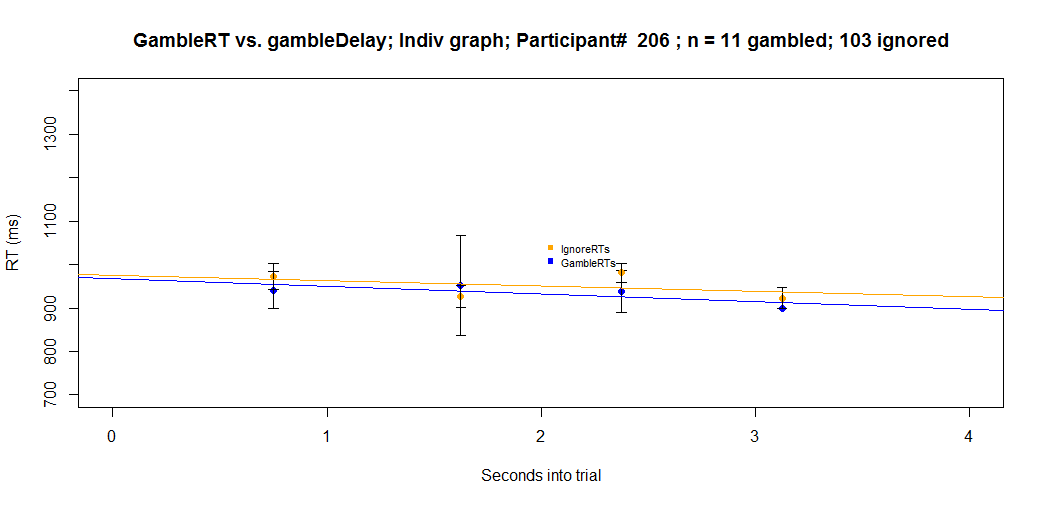 GambleRT vs. gambleDelay; Indiv graph; Participant#  206 ; n = 11 gambled; 103 ignored
1300
1100
900
800
700
RT (ms)
IgnoreRTs
GambleRTs
0 1 2 3 4
Seconds into trial